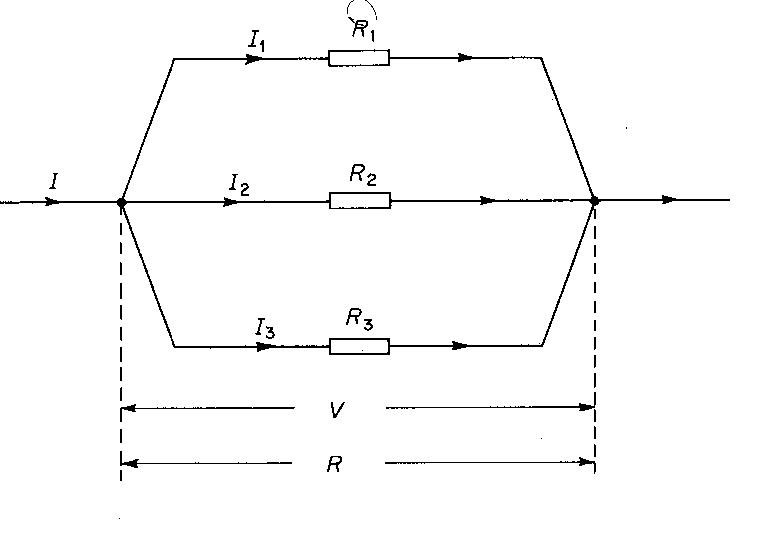 R₁
I₁
R₂
I
I₂
R₃
I₃
V
R